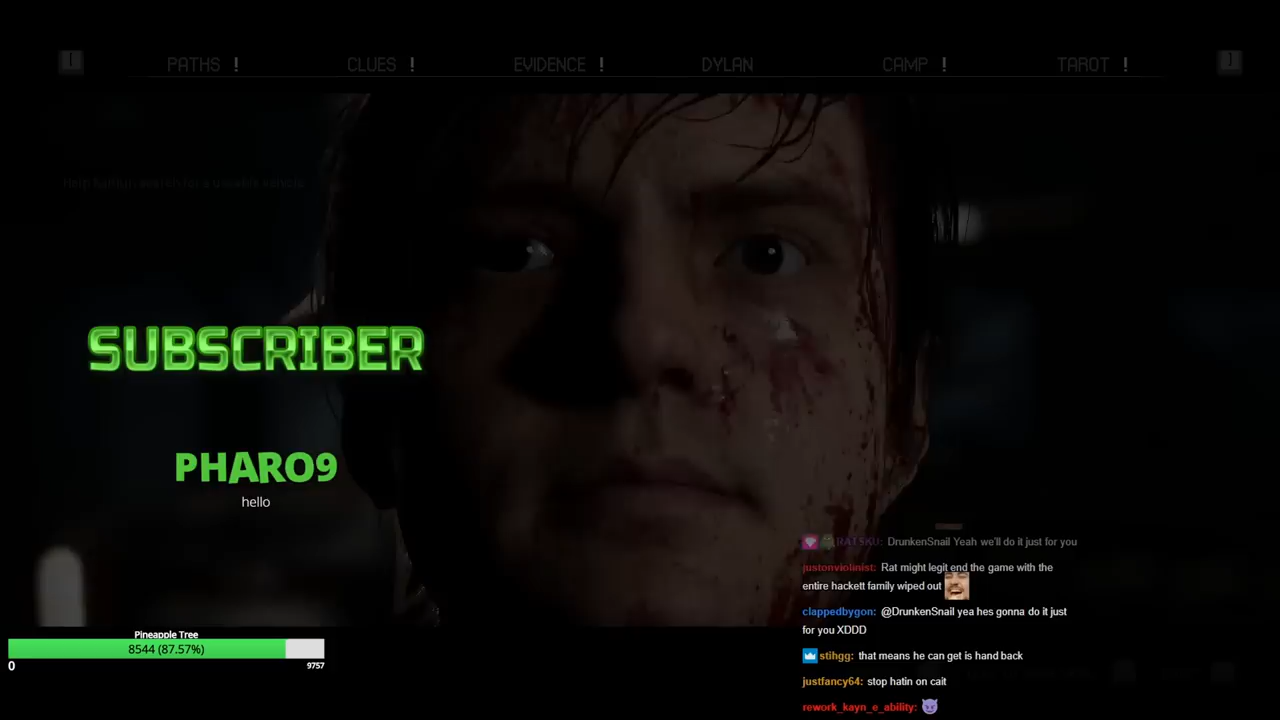 [
PATHS !
CLUES !
EVIDENCE !
DYLAN
CAMP !
TAROT !
]
SUBSCRIBER
PHARO9
hello
Pineapple Tree
8544 (87.57%)
0
9757
RATSKU: DrunkenSnail Yeah we'll do it just for you
justonviolinist: Rat might legit end the game with the
entire hackett family wiped out
clappedbygon: @DrunkenSnail yea hes gonna do it just
for you XDDD
stihgg: that means he can get is hand back
justfancy64: stop hatin on cait
rework_kayn_e_ability: